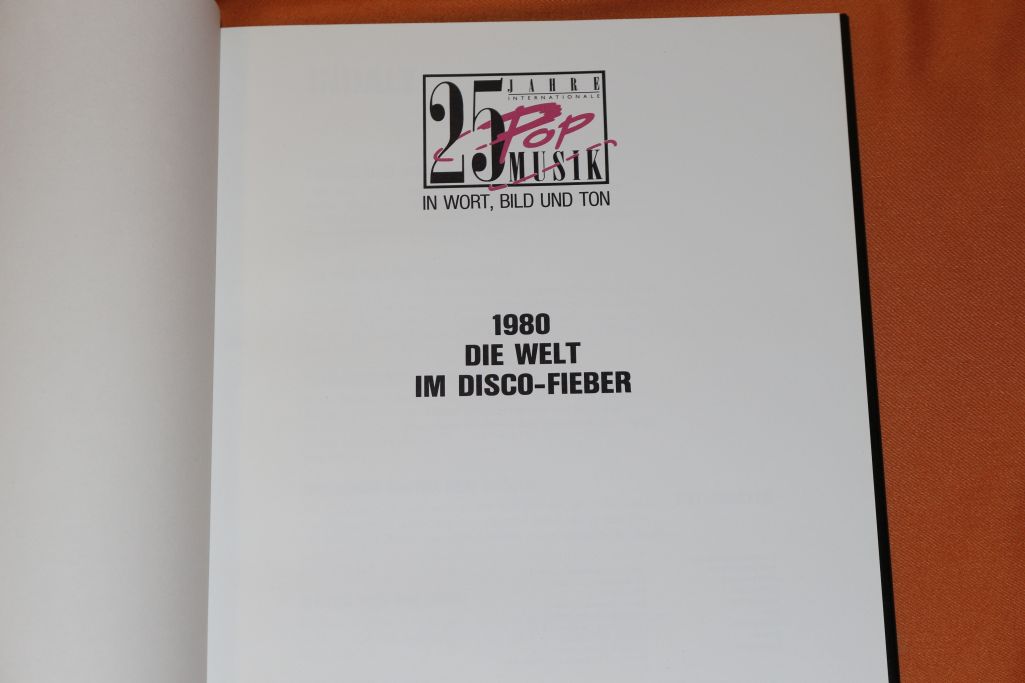 25 JAHRE
INTERNATIONALE
Pop
MUSIK
IN WORT, BILD UND TON
1980
DIE WELT
IM DISCO-FIEBER